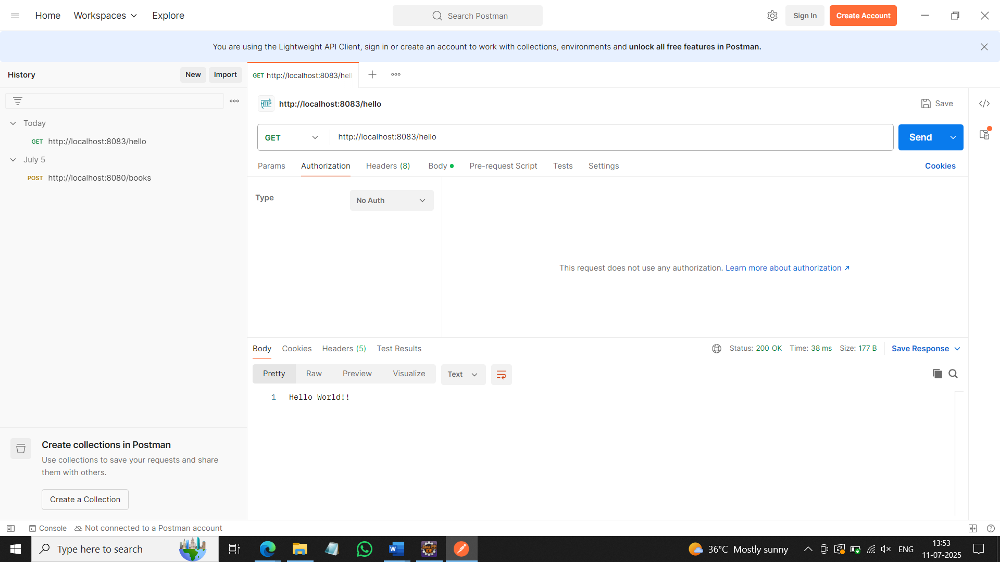 Home Workspaces Explore Search Postman Sign In Create Account
You are using the Lightweight API Client, sign in or create an account to work with collections, environments and unlock all free features in Postman.
History New Import
GET http://localhost:8083/hell
HTTP http://localhost:8083/hello Save
Today
GET http://localhost:8083/hello
July 5
POST http://localhost:8080/books
GET http://localhost:8083/hello Send
Params Authorization Headers (8) Body Pre-request Script Tests Settings Cookies
Type No Auth
This request does not use any authorization. Learn more about authorization ↗
Body Cookies Headers (5) Test Results Status: 200 OK Time: 38 ms Size: 177 B Save Response
Pretty Raw Preview Visualize Text
1 Hello World!!
Create collections in Postman
Use collections to save your requests and share
them with others.
Create a Collection
Console Not connected to a Postman account
Type here to search
Java EE
IDE
36°C Mostly sunny ENG
13:53
11-07-2025